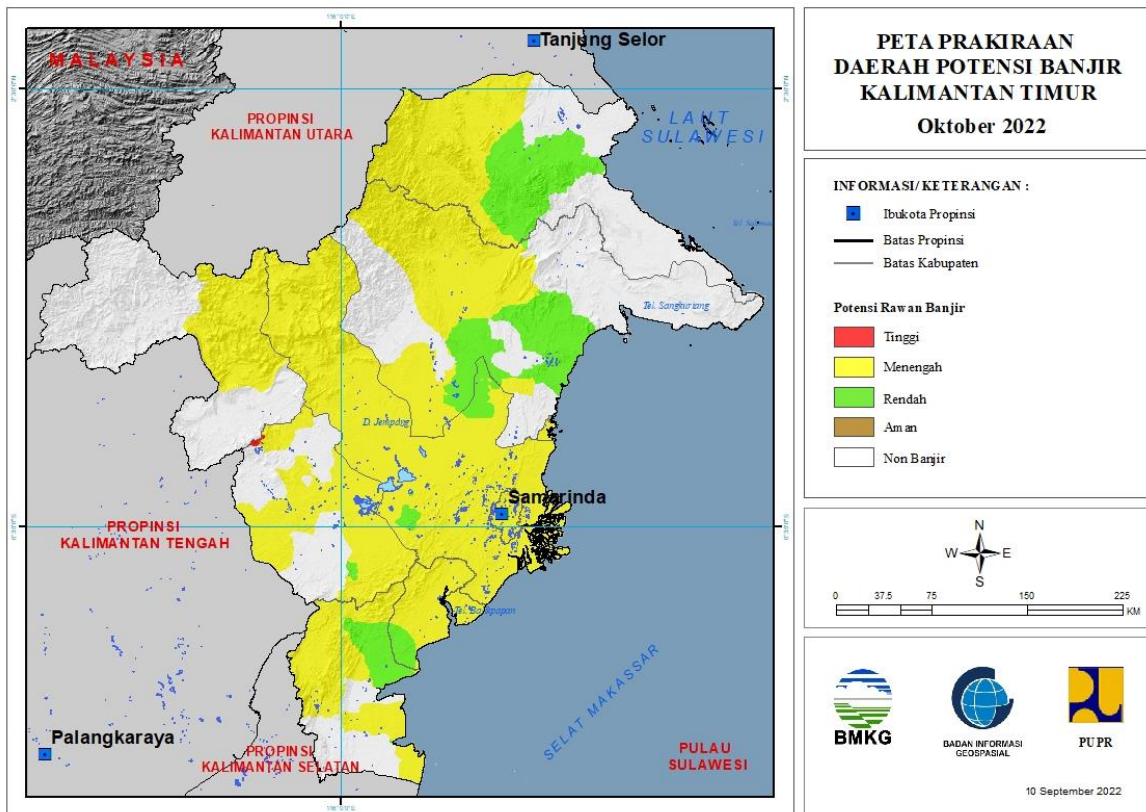 Tanjung Selor
MALAYSIA
PROPINSI
KALIMANTAN UTARA
LAUT
SULAWESI
Tel. Sangkuriang
D. Jempang
Samarinda
PROPINSI
KALIMANTAN TENGAH
Tel. Balikpapan
SELAT MAKASSAR
Palangkaraya
PROPINSI
KALIMANTAN SELATAN
PULAU
SULAWESI
PETA PRAKIRAAN
DAERAH POTENSI BANJIR
KALIMANTAN TIMUR
Oktober 2022
INFORMASI/ KETERANGAN :
Ibukota Propinsi
Batas Propinsi
Batas Kabupaten
Potensi Rawan Banjir
Tinggi
Menengah
Rendah
Aman
Non Banjir
N
W E
S
0 37.5 75 150 225
KM
BMKG
BADAN INFORMASI
GEOSPASIAL
PUPR
10 September 2022